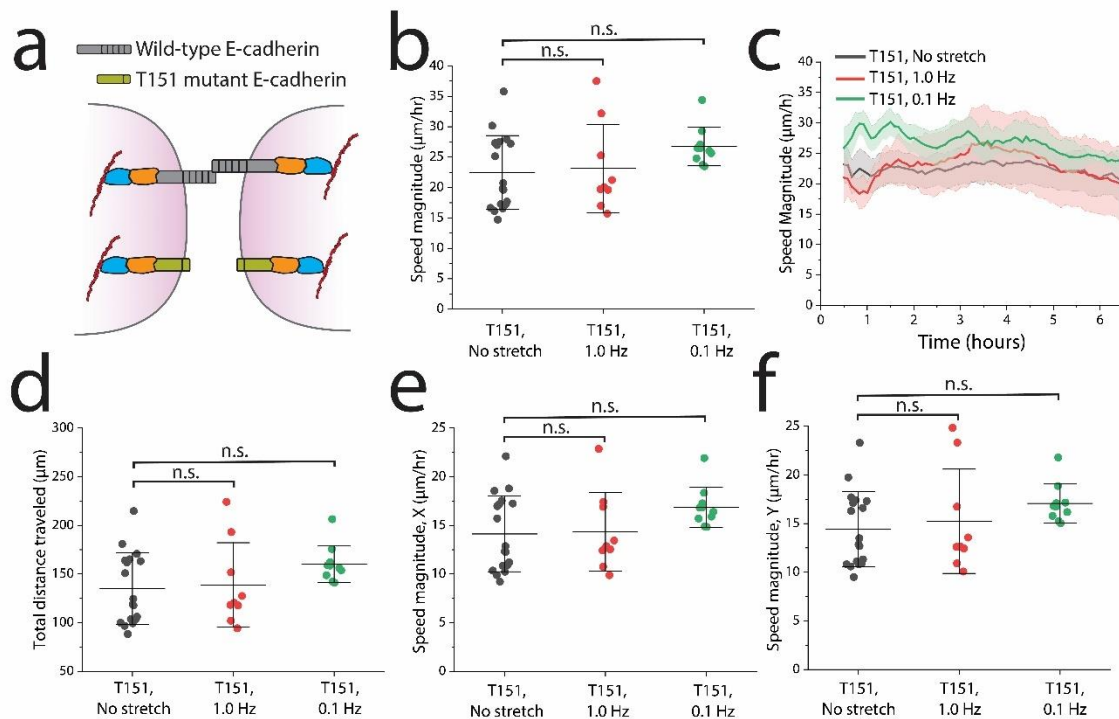 a
Wild-type E-cadherin
T151 mutant E-cadherin
b
n.s.
n.s.
Speed magnitude (μm/hr)
40
35
30
25
20
15
10
5
0
T151,
No stretch
T151,
1.0 Hz
T151,
0.1 Hz
c
T151, No stretch
T151, 1.0 Hz
T151, 0.1 Hz
Speed Magnitude (μm/hr)
40
35
30
25
20
15
10
5
0
0 1 2 3 4 5 6
Time (hours)
d
n.s.
n.s.
Total distance traveled (μm)
300
250
200
150
100
50
T151,
No stretch
T151,
1.0 Hz
T151,
0.1 Hz
e
n.s.
n.s.
Speed magnitude, X (μm/hr)
25
20
15
10
5
0
T151,
No stretch
T151,
1.0 Hz
T151,
0.1 Hz
f
n.s.
n.s.
Speed magnitude, Y (μm/hr)
25
20
15
10
5
0
T151,
No stretch
T151,
1.0 Hz
T151,
0.1 Hz